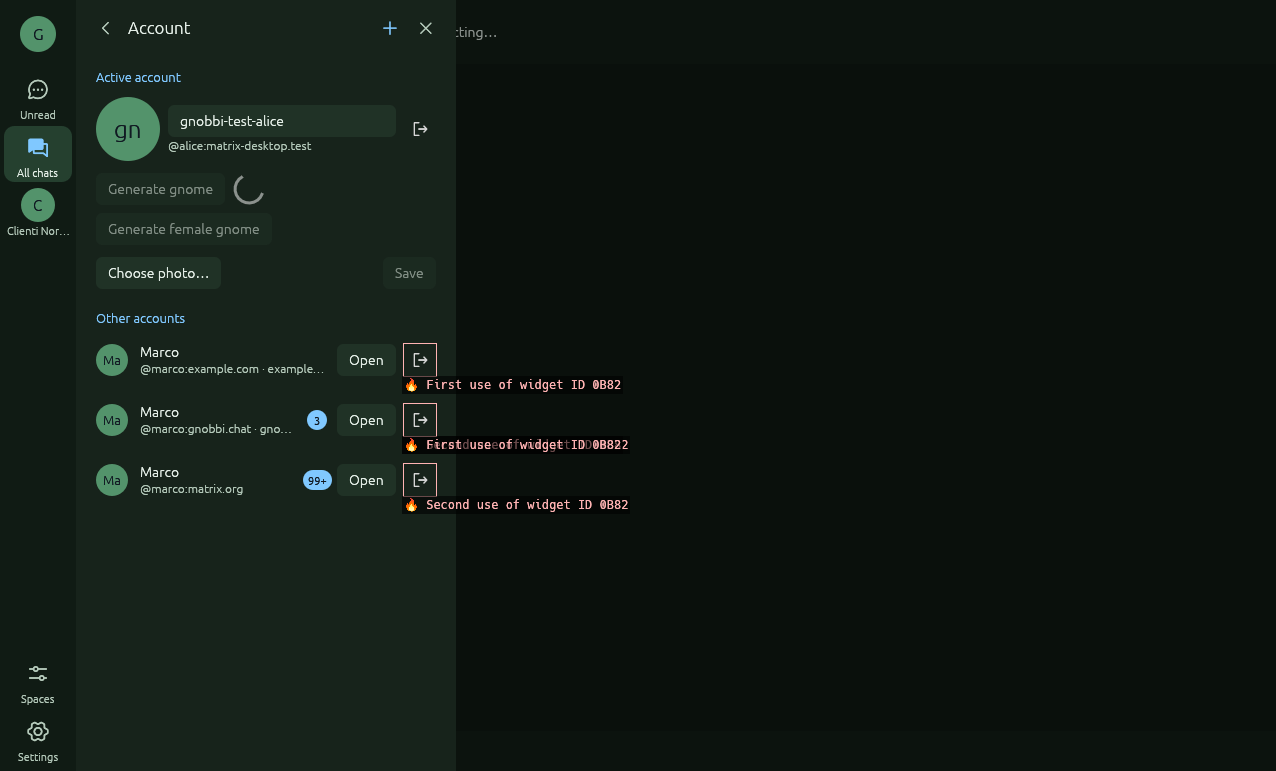 G
Unread
All chats
C
Clienti Nor…
Spaces
Settings
Account
cting…
Active account
gn
gnobbi-test-alice
@alice:matrix-desktop.test
Generate gnome
Generate female gnome
Choose photo…
Save
Other accounts
Ma
Marco
@marco:example.com · example…
Open
🔥 First use of widget ID 0B82
Ma
Marco
@marco:gnobbi.chat · gno…
3
Open
🔥 First use of widget ID 0B82
Ma
Marco
@marco:matrix.org
99+
Open
🔥 Second use of widget ID 0B82